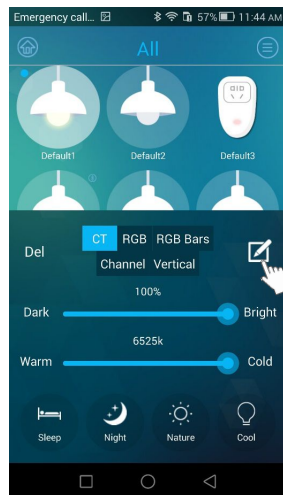 Emergency call... 57% 11:44 AM
All
Default1 Default2 Default3
CT RGB RGB Bars
Del
Channel Vertical
100%
Dark Bright
6525k
Warm Cold
Sleep Night Nature Cool